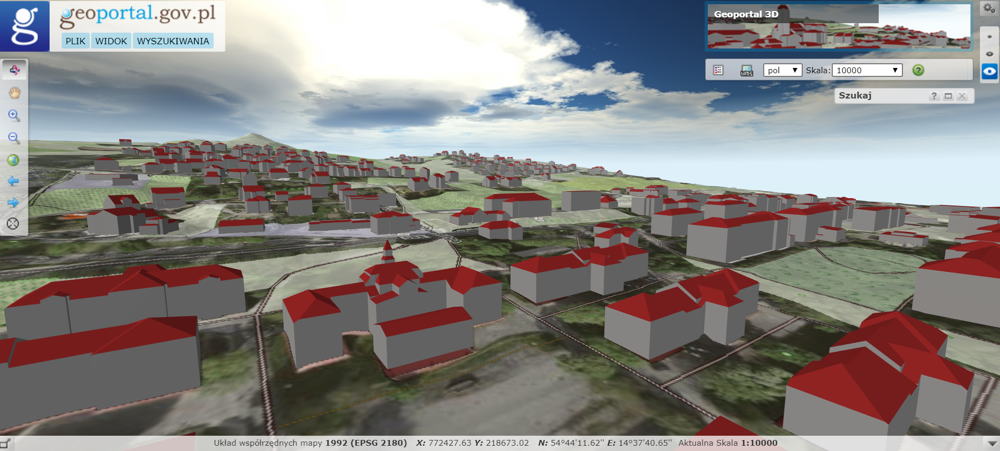 geoportal.gov.pl
PLIK WIDOK WYSZUKIWANIA
Geoportal 3D
WMS pol Skala: 10000 ?
Szukaj ?
Układ współrzędnych mapy 1992 (EPSG 2180) X: 772427.63 Y: 218673.02 N: 54°44'11.62'' E: 14°37'40.65'' Aktualna Skala 1:10000